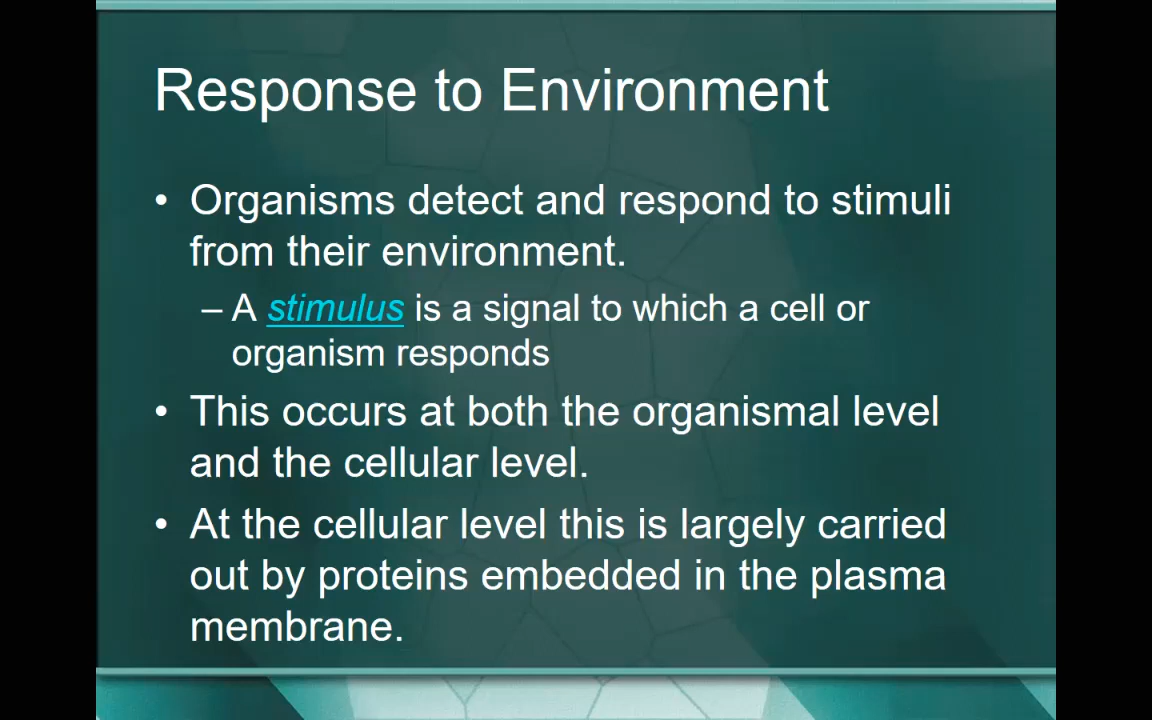 Response to Environment
• Organisms detect and respond to stimuli
from their environment.
– A stimulus is a signal to which a cell or
organism responds
• This occurs at both the organismal level
and the cellular level.
• At the cellular level this is largely carried
out by proteins embedded in the plasma
membrane.